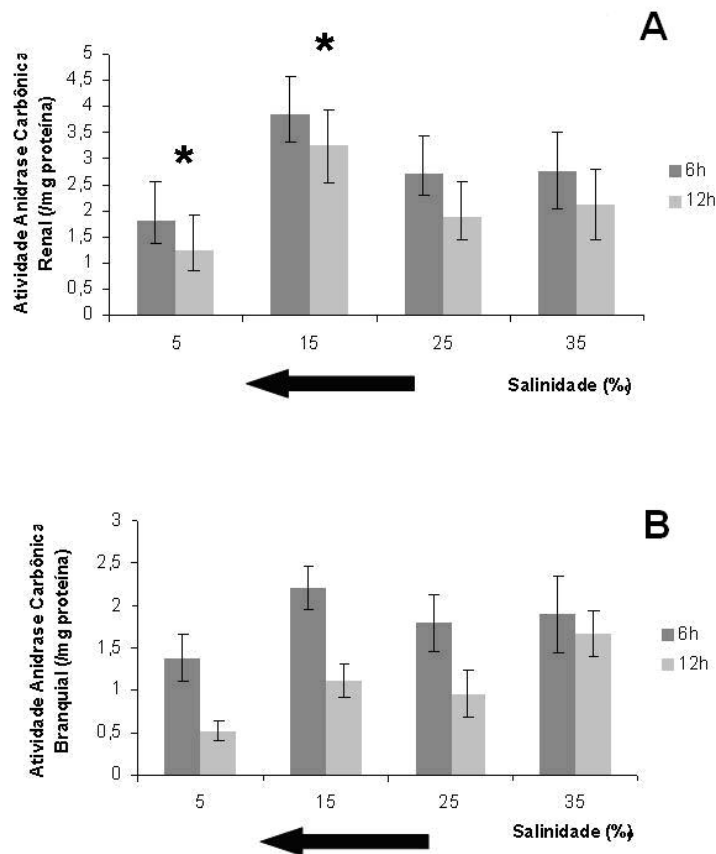 A
Atividade Anidrase Carbônica
Renal (/mg proteína)
5
4,5
4
3,5
3
2,5
2
1,5
1
0,5
0
*
*
6h
12h
5 15 25 35
Salinidade (‰)
B
Atividade Anidrase Carbônica
Branquial (/mg proteína)
3
2,5
2
1,5
1
0,5
0
6h
12h
5 15 25 35
Salinidade (‰)